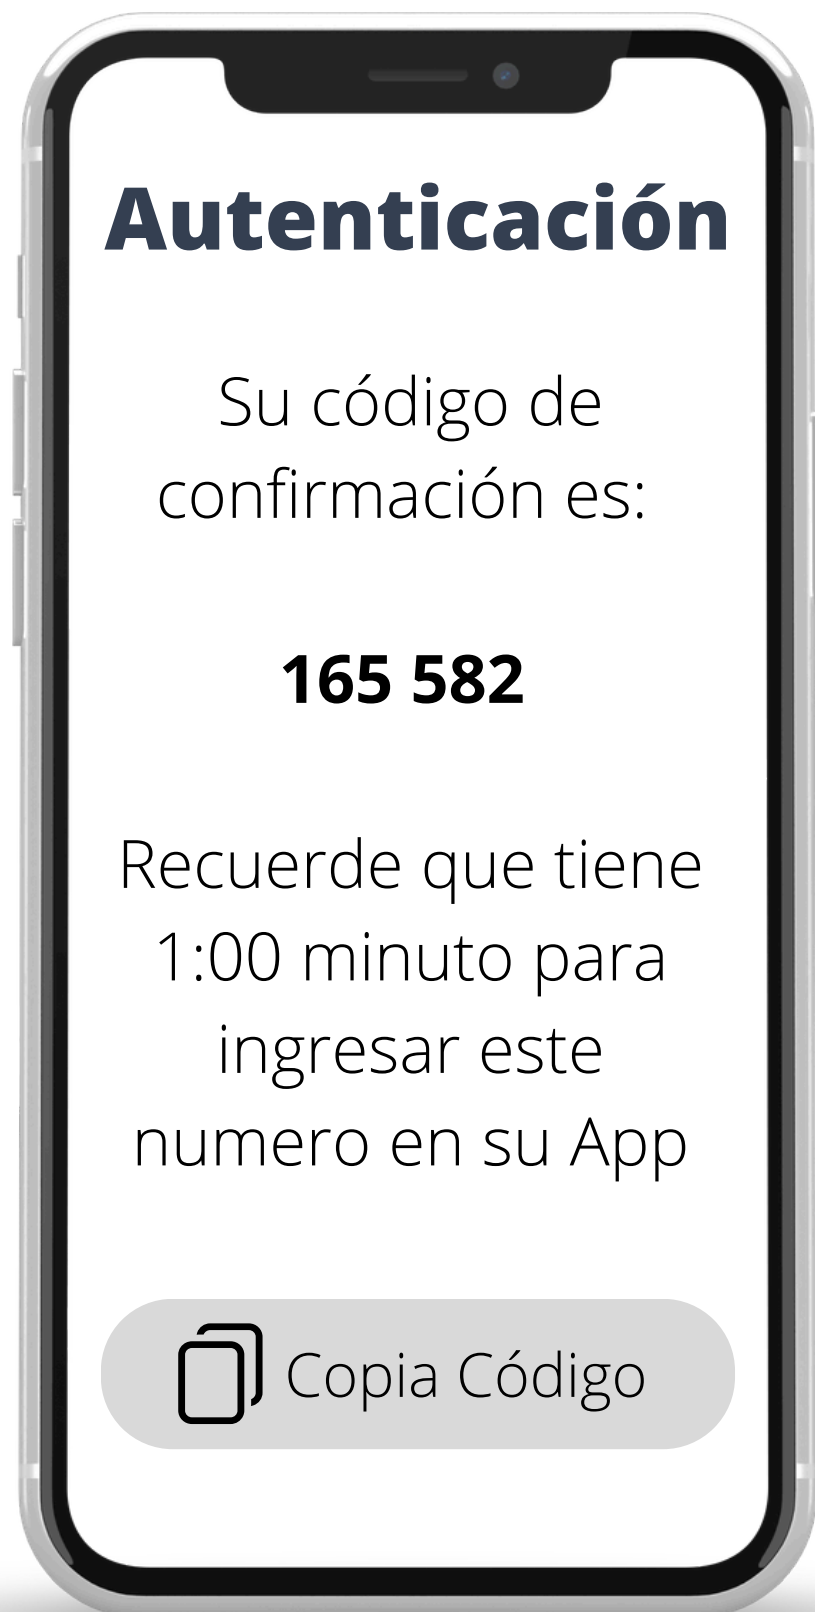 Autenticación
Su código de
confirmación es:
165 582
Recuerde que tiene
1:00 minuto para
ingresar este
numero en su App
Copia Código